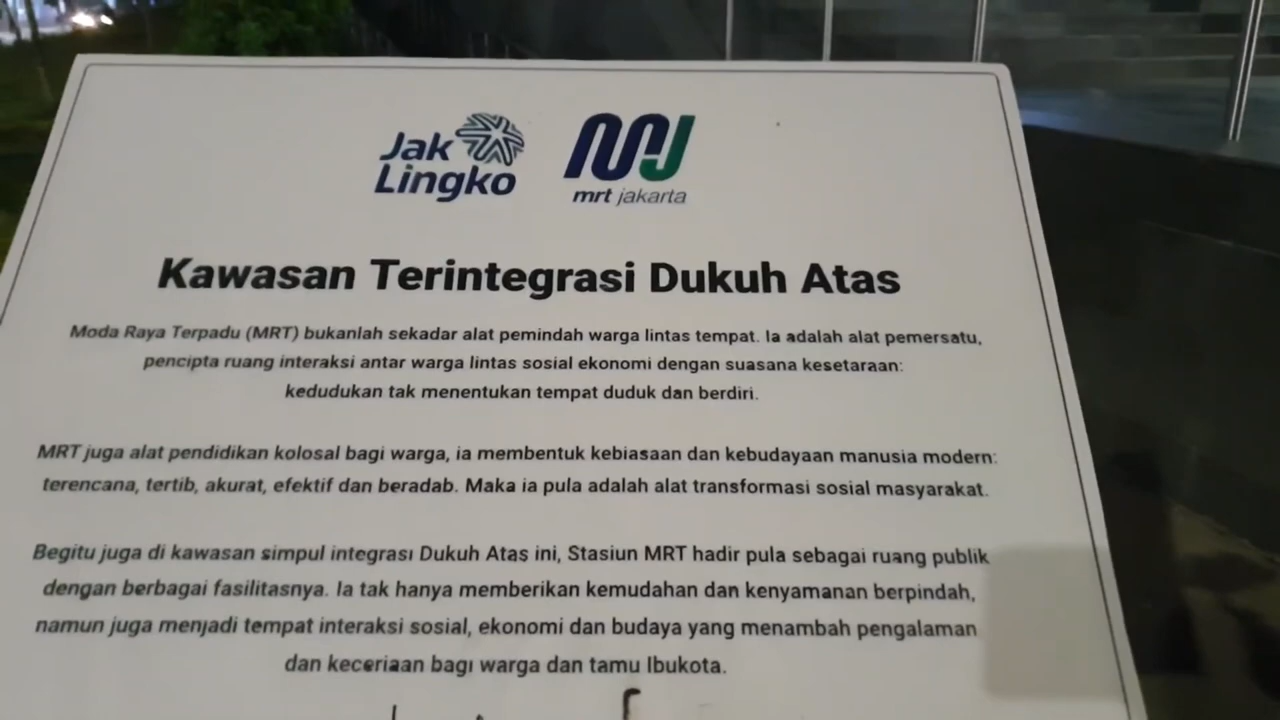 Jak
Lingko
mrt jakarta
Kawasan Terintegrasi Dukuh Atas
Moda Raya Terpadu (MRT) bukanlah sekadar alat pemindah warga lintas tempat. Ia adalah alat pemersatu,
pencipta ruang interaksi antar warga lintas sosial ekonomi dengan suasana kesetaraan:
kedudukan tak menentukan tempat duduk dan berdiri.
MRT juga alat pendidikan kolosal bagi warga, ia membentuk kebiasaan dan kebudayaan manusia modern:
terencana, tertib, akurat, efektif dan beradab. Maka ia pula adalah alat transformasi sosial masyarakat.
Begitu juga di kawasan simpul integrasi Dukuh Atas ini, Stasiun MRT hadir pula sebagai ruang publik
dengan berbagai fasilitasnya. Ia tak hanya memberikan kemudahan dan kenyamanan berpindah,
namun juga menjadi tempat interaksi sosial, ekonomi dan budaya yang menambah pengalaman
dan keceriaan bagi warga dan tamu Ibukota.